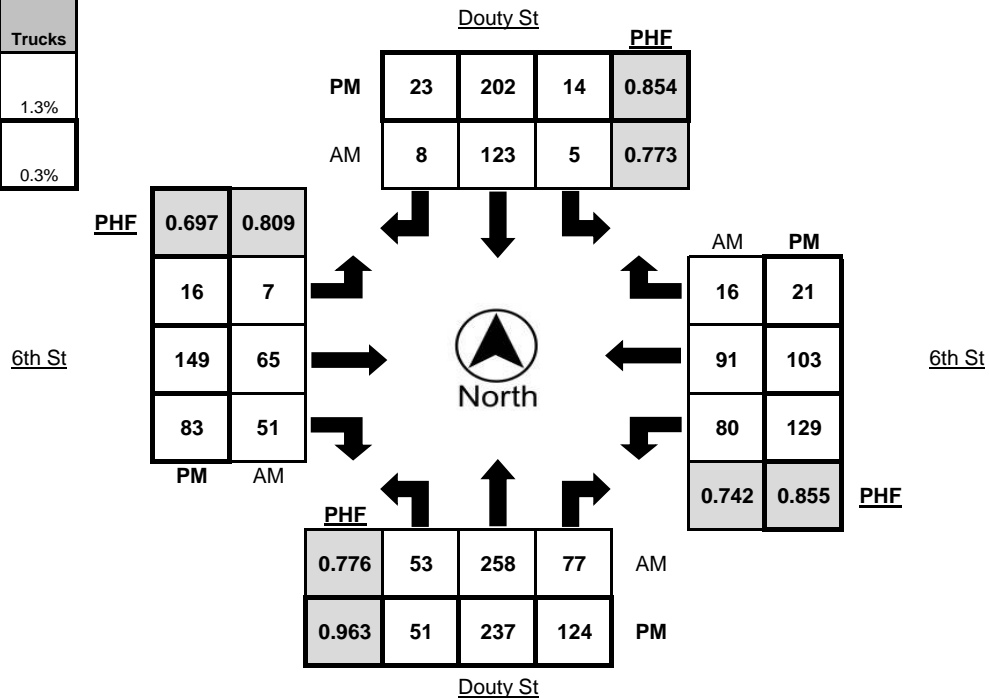 Douty St
Trucks
PHF
PM 23 202 14 0.854
1.3%
AM 8 123 5 0.773
0.3%
PHF 0.697 0.809
AM PM
16 7
16 21
6th St 149 65
91 103 6th St
North
83 51
80 129
PM AM
0.742 0.855 PHF
PHF
0.776 53 258 77 AM
0.963 51 237 124 PM
Douty St